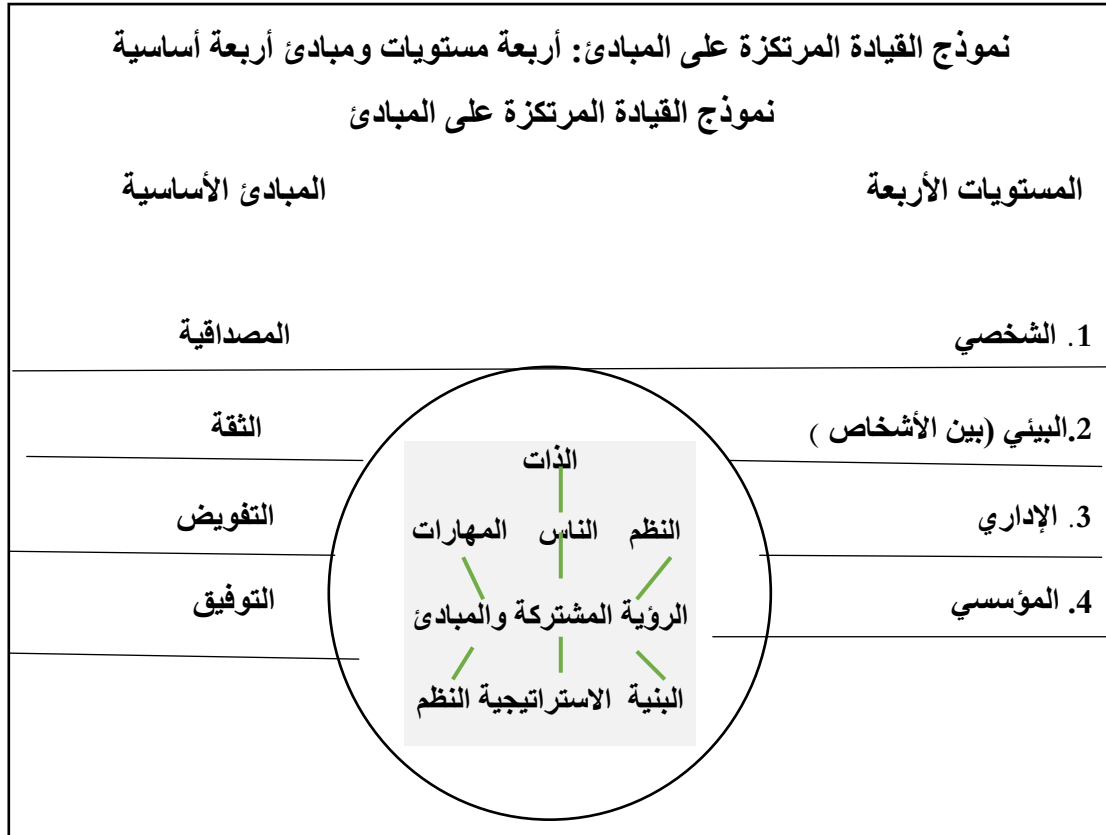 نموذج القيادة المرتكزة على المبادئ: أربعة مستويات ومبادئ أربعة أساسية
نموذج القيادة المرتكزة على المبادئ
المستويات الأربعة
المبادئ الأساسية
1. الشخصي
المصداقية
2.البيئي (بين الأشخاص )
الثقة
3. الإداري
التفويض
4. المؤسسي
التوفيق
الذات
النظم الناس المهارات
الرؤية المشتركة والمبادئ
البنية الاستراتيجية النظم